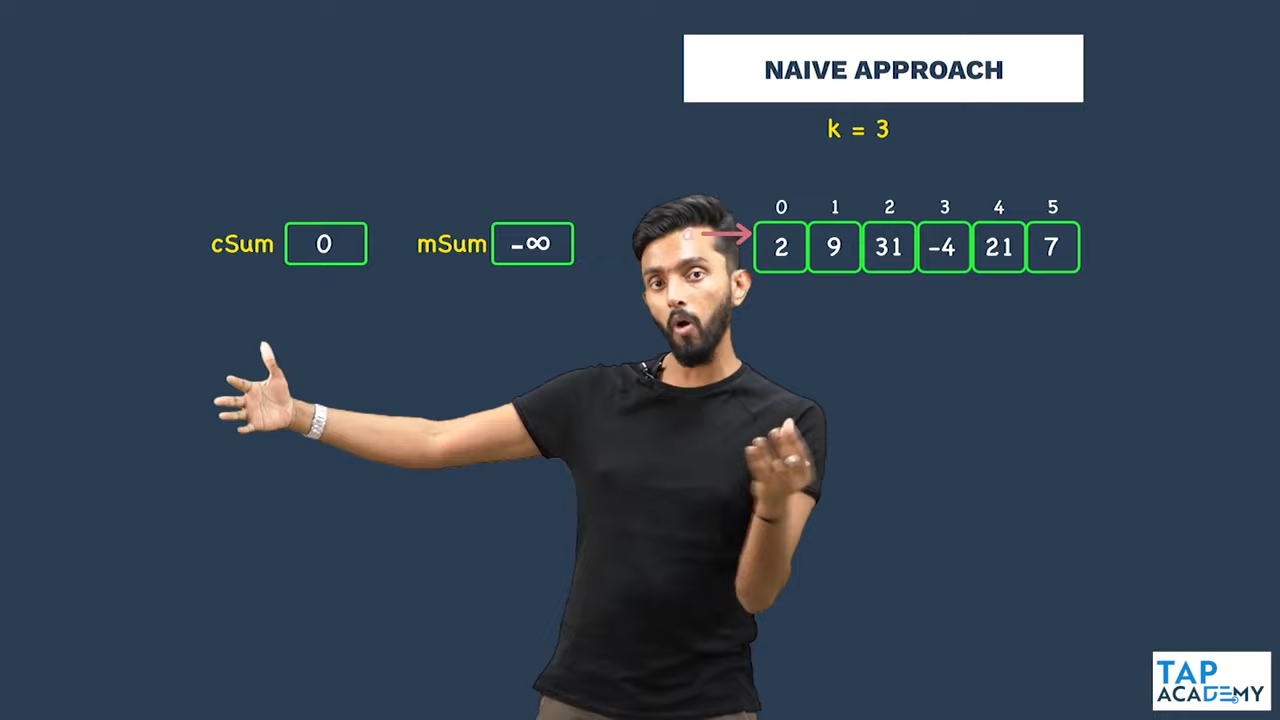 NAIVE APPROACH
k = 3
0 1 2 3 4 5
cSum 0 mSum -∞ a 2 9 31 -4 21 7
TAP
ACADEMY